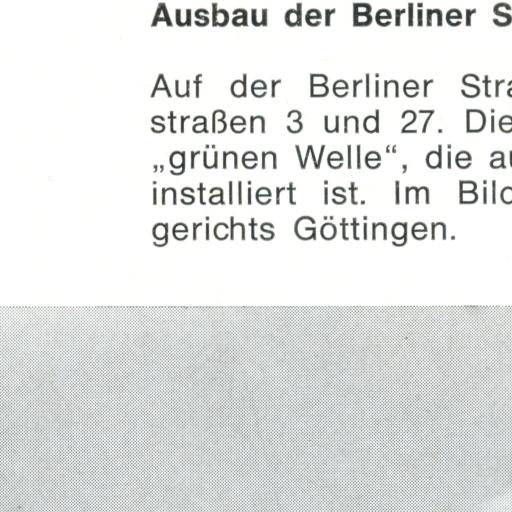 Ausbau der Berliner S
Auf der Berliner Stra
straßen 3 und 27. Die
„grünen Welle“, die au
installiert ist. Im Bild
gerichts Göttingen.